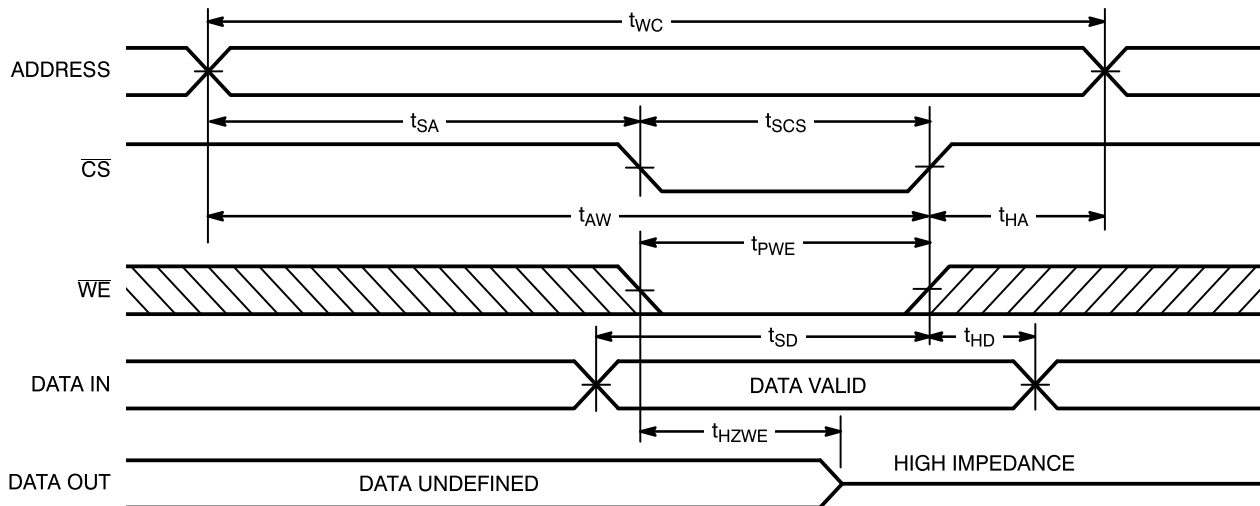 tWC
ADDRESS
tSA tSCS
CS
tAW tHA
tPWE
WE
tSD tHD
DATA IN DATA VALID
tHZWE
HIGH IMPEDANCE
DATA OUT DATA UNDEFINED